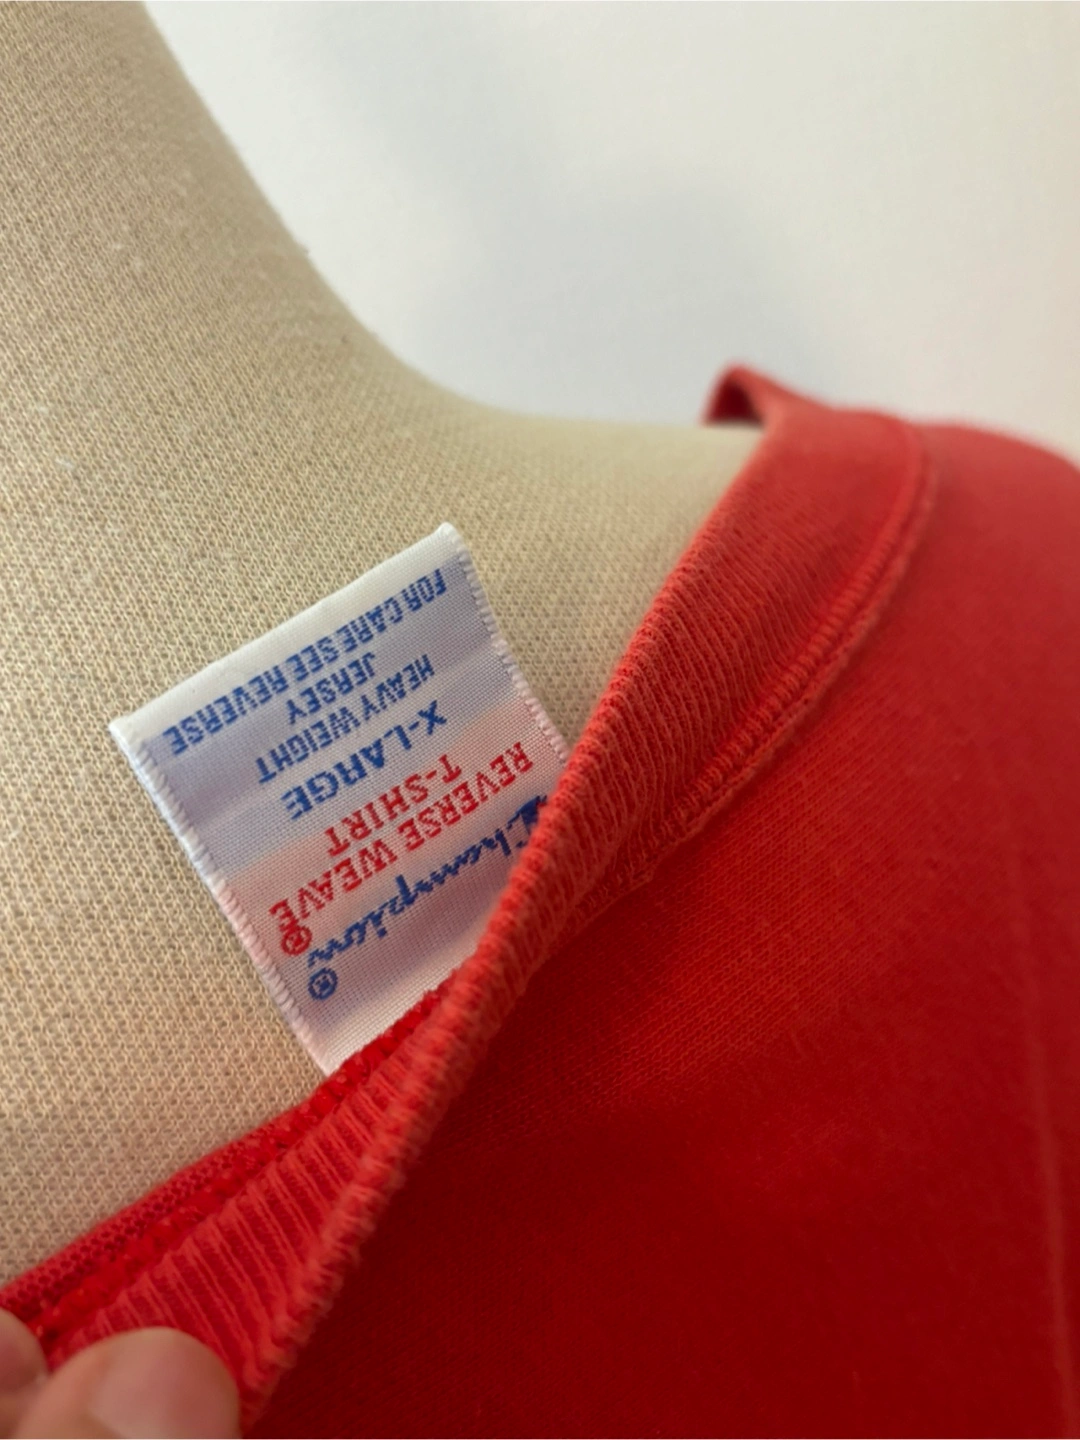 Champion®
REVERSE WEAVE®
T-SHIRT
X-LARGE
HEAVY WEIGHT
JERSEY
FOR CARE SEE REVERSE